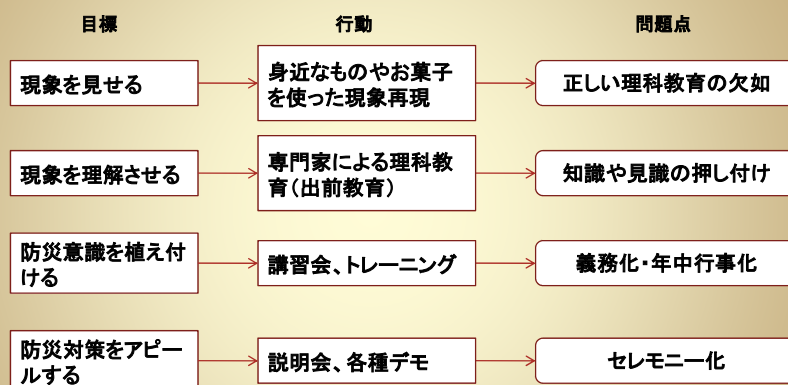 目標
行動
問題点
現象を見せる
身近なものやお菓子
を使った現象再現
正しい理科教育の欠如
現象を理解させる
専門家による理科教
育（出前教育）
知識や見識の押し付け
防災意識を植え付
ける
講習会、トレーニング
義務化・年中行事化
防災対策をアピー
ルする
説明会、各種デモ
セレモニー化